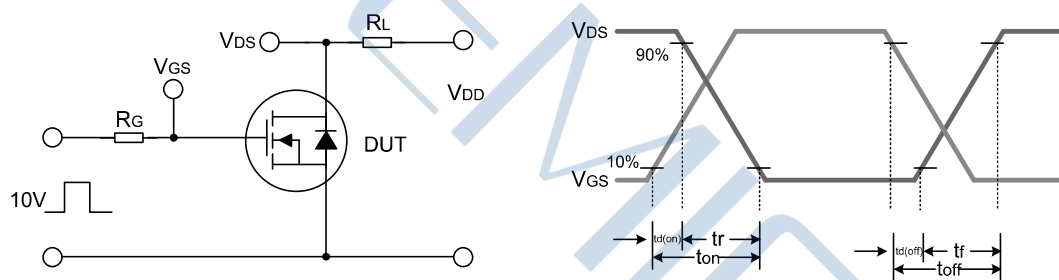 VDS
RL
VGS
VDD
RG
DUT
10V
VDS
90%
10%
VGS
td(on)
tr
ton
td(off)
tf
toff